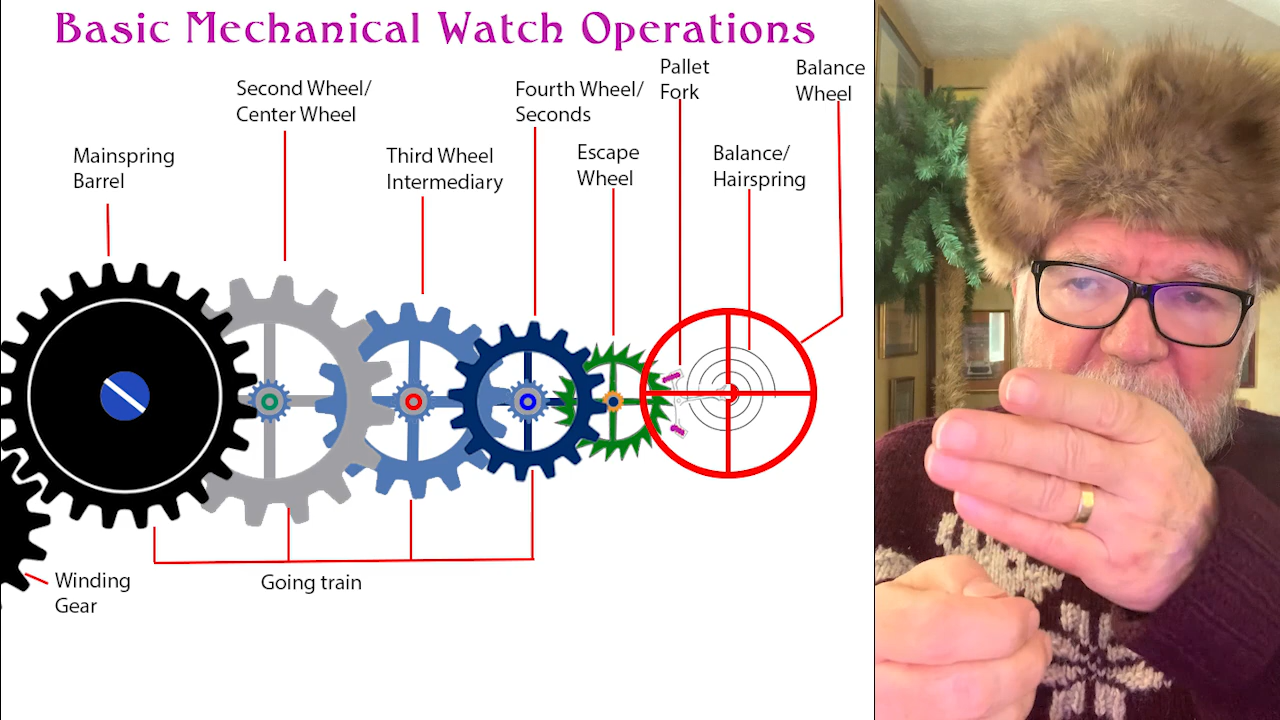 Basic Mechanical Watch Operations
Pallet
Fork
Balance
Wheel
Second Wheel/
Center Wheel
Fourth Wheel/
Seconds
Mainspring
Barrel
Third Wheel
Intermediary
Escape
Wheel
Balance/
Hairspring
Winding
Gear
Going train